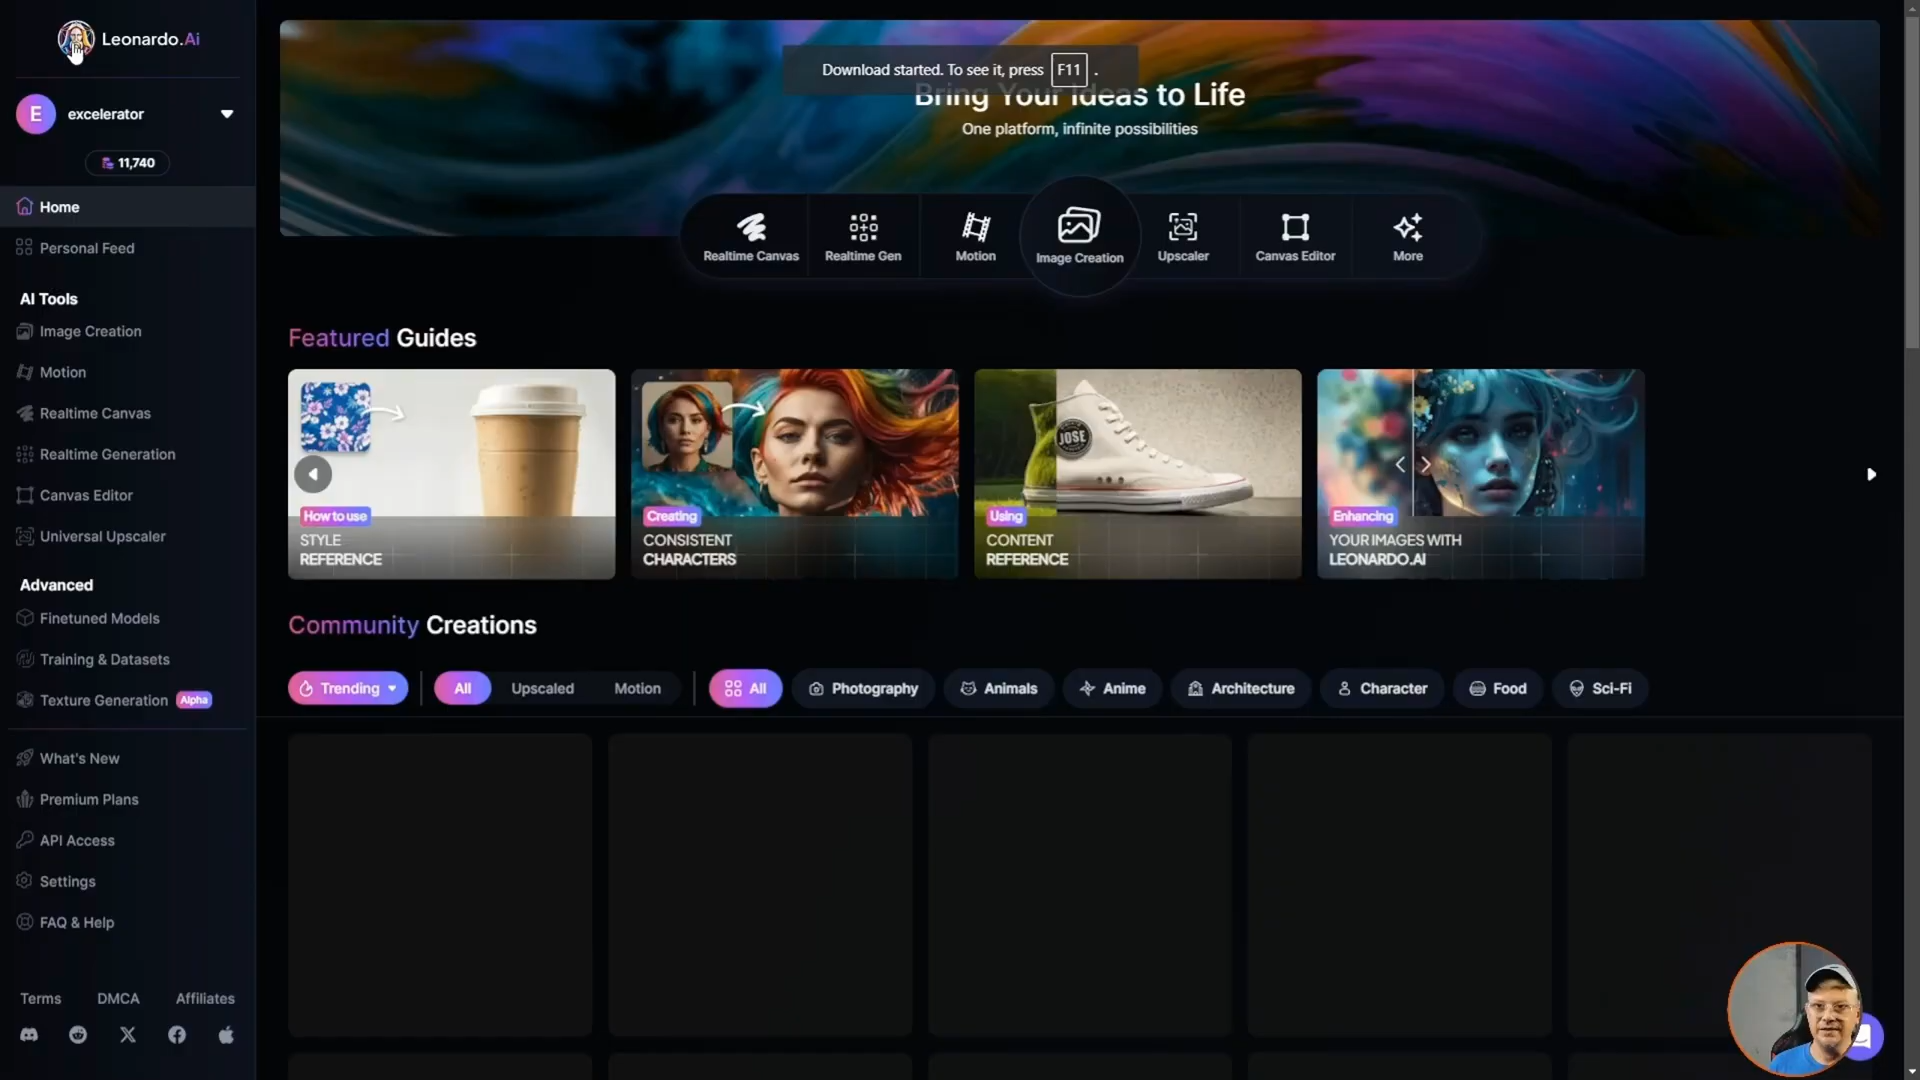 Leonardo.Ai
E
excelerator
11,740
Home
Personal Feed
AI Tools
Image Creation
Motion
Realtime Canvas
Realtime Generation
Canvas Editor
Universal Upscaler
Advanced
Finetuned Models
Training & Datasets
Texture Generation Alpha
What's New
Premium Plans
API Access
Settings
FAQ & Help
Terms DMCA Affiliates
Download started. To see it, press F11 .
Bring Your Ideas to Life
One platform, infinite possibilities
Realtime Canvas
Realtime Gen
Motion
Image Creation
Upscaler
Canvas Editor
More
Featured Guides
How to use
STYLE
REFERENCE
Creating
CONSISTENT
CHARACTERS
JOSE
Using
CONTENT
REFERENCE
Enhancing
YOUR IMAGES WITH
LEONARDO.AI
Community Creations
Trending All Upscaled Motion All Photography Animals Anime Architecture Character Food Sci-Fi